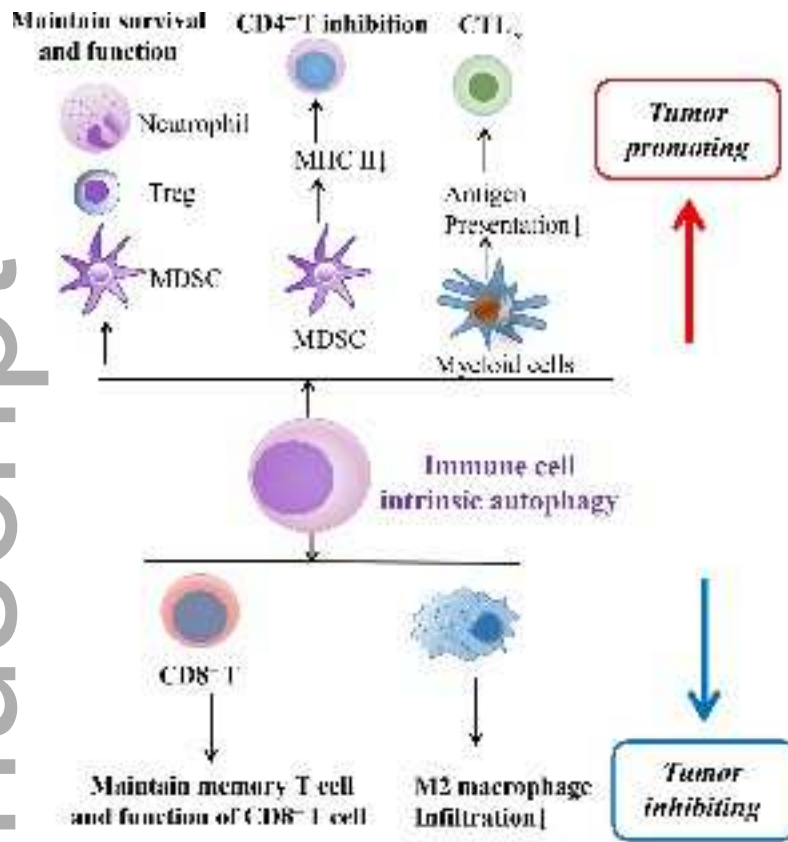 Maintain survival
and function
CD4⁺ T inhibition
CTL↓
Neutrophil
Treg
MDSC
MHC II↓
MDSC
Antigen
Presentation↓
Myeloid cells
Tumor
promoting
Immune cell
intrinsic autophagy
CD8⁺ T
Maintain memory T cell
and function of CD8⁺ T cell
M2 macrophage
Infiltration↓
Tumor
inhibiting